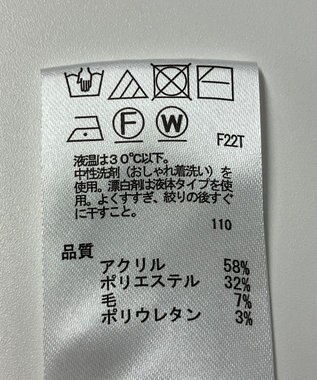 F W F22T
液温は30℃以下。
中性洗剤（おしゃれ着洗い）を
使用。漂白剤は液体タイプを使
用。よくすすぎ、絞りの後すぐ
に干すこと。
110
品質
アクリル 58%
ポリエステル 32%
毛 7%
ポリウレタン 3%